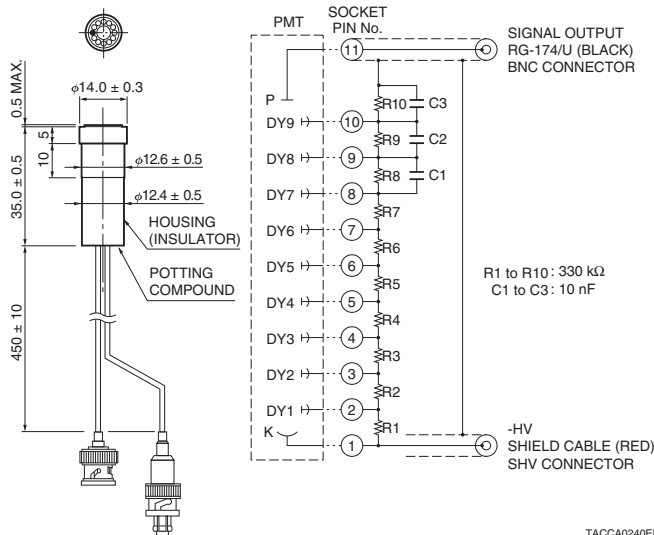 PMT
SOCKET
PIN No.
SIGNAL OUTPUT
RG-174/U (BLACK)
BNC CONNECTOR
0.5 MAX.
ϕ14.0 ± 0.3
5
10
35.0 ± 0.5
ϕ12.6 ± 0.5
ϕ12.4 ± 0.5
HOUSING
(INSULATOR)
POTTING
COMPOUND
450 ± 10
11
P
R10 C3
DY9 10
R9 C2
DY8 9
R8 C1
DY7 8
R7
DY6 7
R6
DY5 6
R5
DY4 5
R4
DY3 4
R3
DY2 3
R2
DY1 2
R1
K 1
R1 to R10 : 330 kΩ
C1 to C3 : 10 nF
-HV
SHIELD CABLE (RED)
SHV CONNECTOR